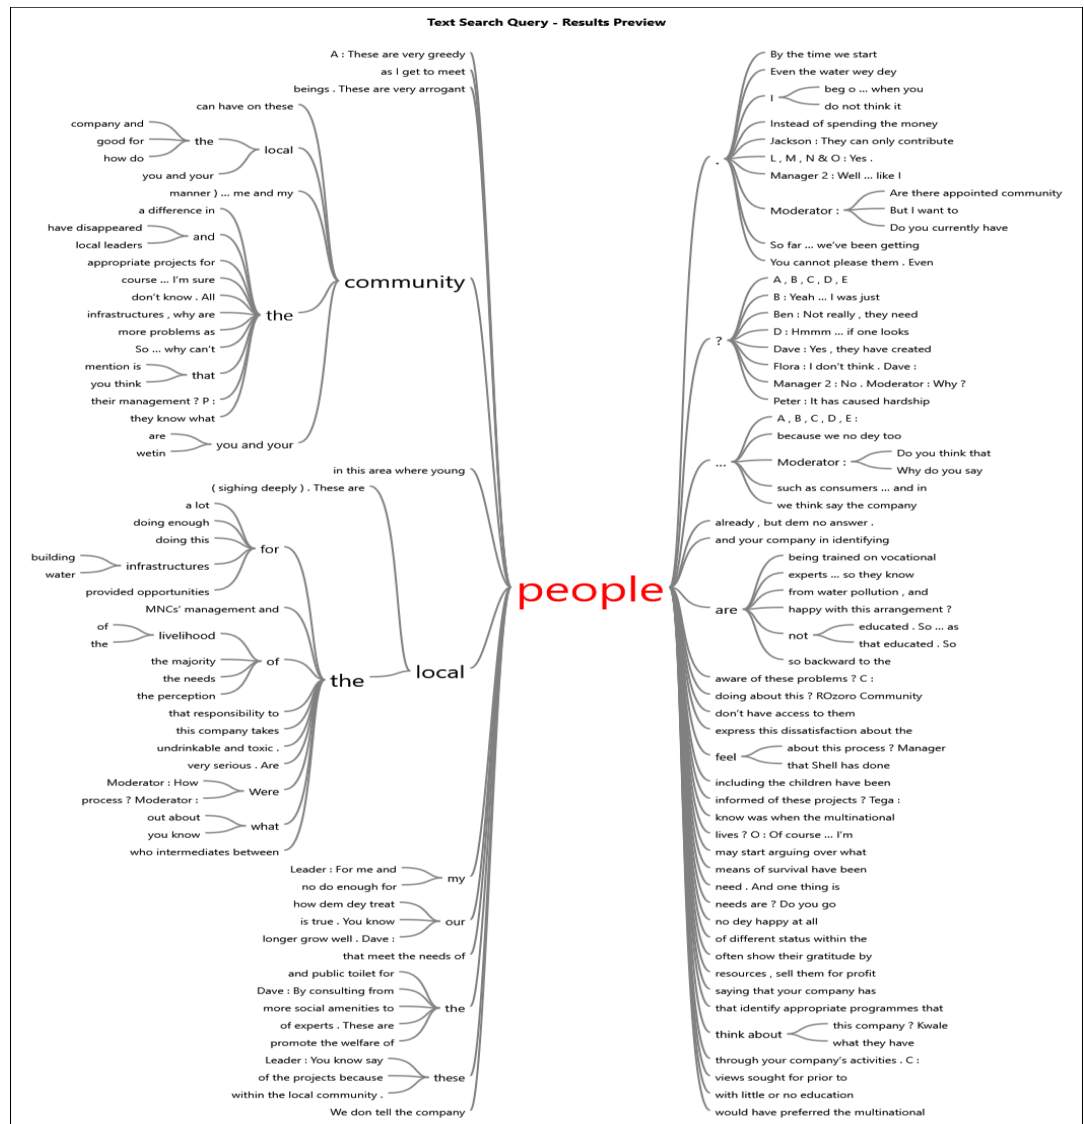 Text Search Query - Results Preview
A : These are very greedy
as I get to meet
beings . These are very arrogant
can have on these
company and
good for
how do
the
you and your
local
manner ) ... me and my
a difference in
have disappeared
local leaders
and
appropriate projects for
course ... I'm sure
don't know . All
infrastructures , why are
more problems as
So ... why can't
mention is
you think
that
their management ? P :
they know what
the
are
wetin
you and your
community
in this area where young
( sighing deeply ) . These are
a lot
doing enough
doing this
building
water
infrastructures
provided opportunities
for
MNCs' management and
of
the
livelihood
the majority
the needs
the perception
of
that responsibility to
this company takes
undrinkable and toxic .
very serious . Are
Moderator : How
process ? Moderator :
Were
out about
you know
what
who intermediates between
the
local
Leader : For me and
no do enough for
my
how dem dey treat
is true . You know
longer grow well . Dave :
our
that meet the needs of
and public toilet for
Dave : By consulting from
more social amenities to
of experts . These are
promote the welfare of
the
Leader : You know say
of the projects because
within the local community .
these
We don tell the company
people
.
By the time we start
Even the water wey dey
I
beg o ... when you
do not think it
Instead of spending the money
Jackson : They can only contribute
L , M , N & O : Yes .
Manager 2 : Well ... like I
Moderator :
Are there appointed community
But I want to
Do you currently have
So far ... we've been getting
You cannot please them . Even
?
A , B , C , D , E
B : Yeah ... I was just
Ben : Not really , they need
D : Hmmm ... if one looks
Dave : Yes , they have created
Flora : I don't think . Dave :
Manager 2 : No . Moderator : Why ?
Peter : It has caused hardship
...
A , B , C , D , E :
because we no dey too
Moderator :
Do you think that
Why do you say
such as consumers ... and in
we think say the company
already , but dem no answer .
and your company in identifying
are
being trained on vocational
experts ... so they know
from water pollution , and
happy with this arrangement ?
not
educated . So ... as
that educated . So
so backward to the
aware of these problems ? C :
doing about this ? ROzoro Community
don't have access to them
express this dissatisfaction about the
feel
about this process ? Manager
that Shell has done
including the children have been
informed of these projects ? Tega :
know was when the multinational
lives ? O : Of course ... I'm
may start arguing over what
means of survival have been
need . And one thing is
needs are ? Do you go
no dey happy at all
of different status within the
often show their gratitude by
resources , sell them for profit
saying that your company has
that identify appropriate programmes that
think about
this company ? Kwale
what they have
through your company's activities . C :
views sought for prior to
with little or no education
would have preferred the multinational